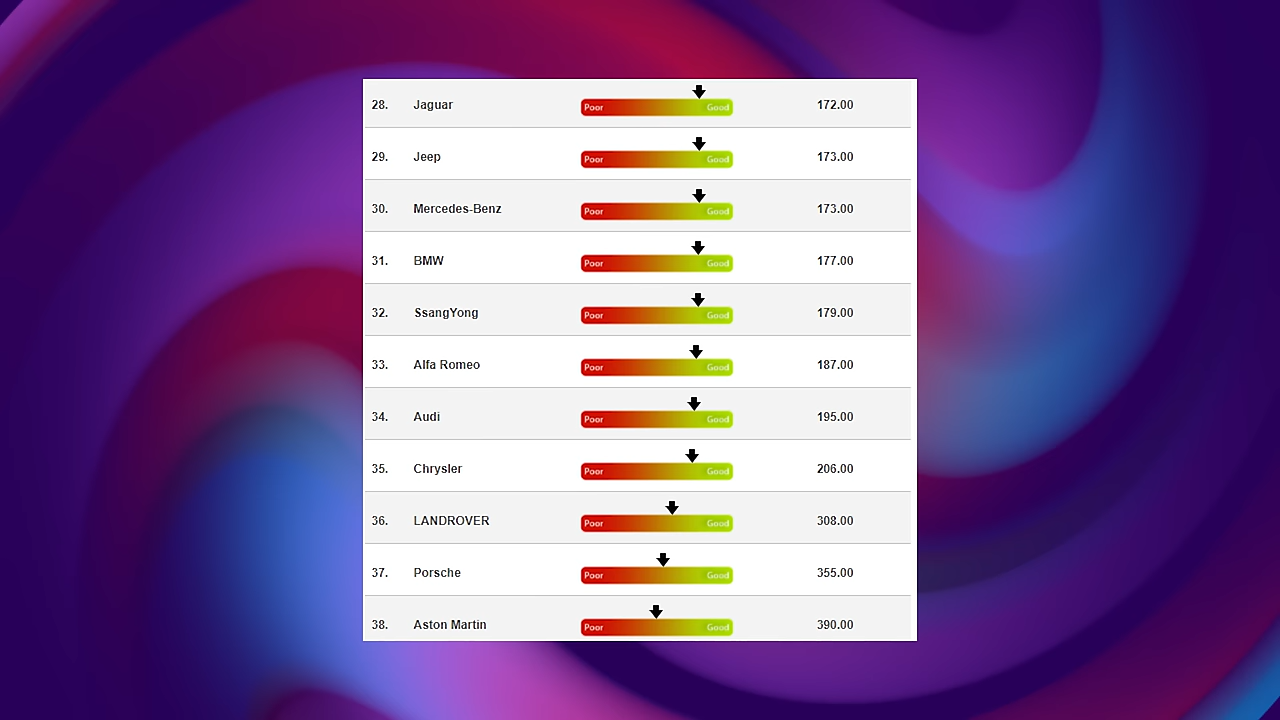 28. Jaguar Poor Good 172.00
29. Jeep Poor Good 173.00
30. Mercedes-Benz Poor Good 173.00
31. BMW Poor Good 177.00
32. SsangYong Poor Good 179.00
33. Alfa Romeo Poor Good 187.00
34. Audi Poor Good 195.00
35. Chrysler Poor Good 206.00
36. LANDROVER Poor Good 308.00
37. Porsche Poor Good 355.00
38. Aston Martin Poor Good 390.00